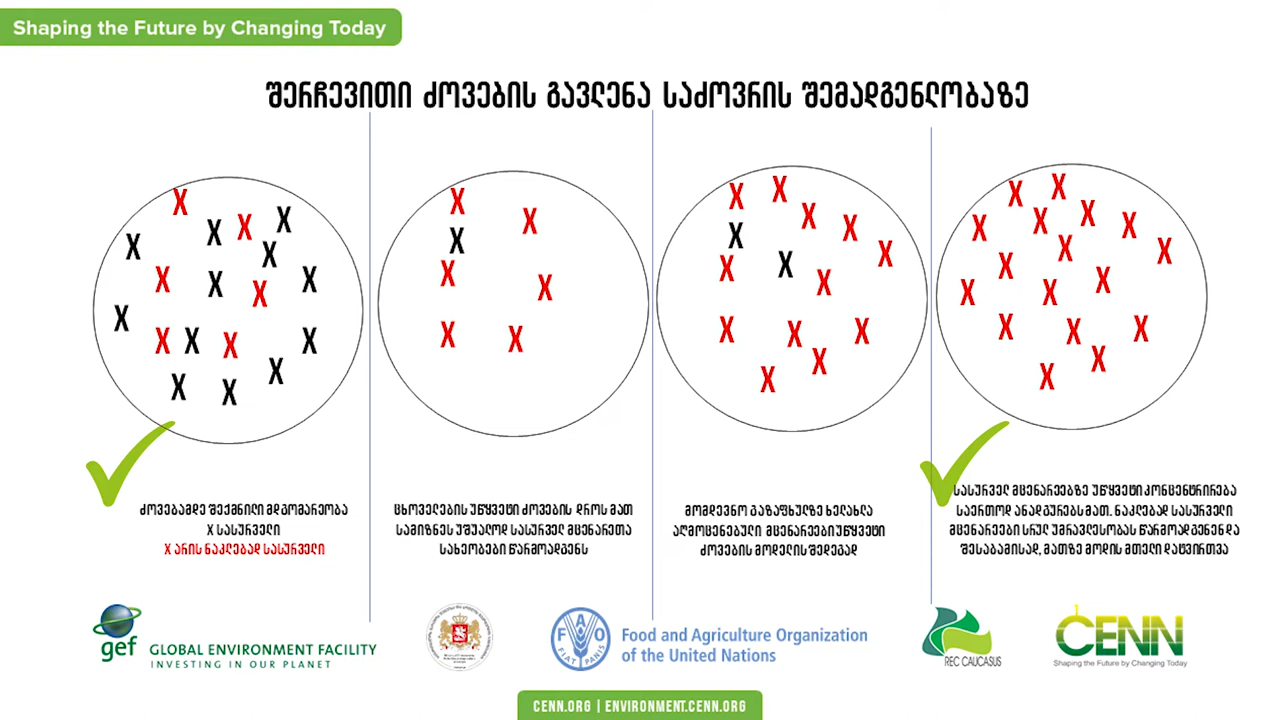 Shaping the Future by Changing Today
შერჩევითი ძოვების გავლენა საძოვრის შემადგენლობაზე
X X X X X X X X X X X X X X X X X X
X X X X X X X
X X X X X X X X X X X X X X
X X X X X X X X X X X X X X X X X
ძოვებამდე შექმნილი მდგომარეობა
X სასურველი
X არის ნაკლებად სასურველი
ცხოველების უწყვეტი ძოვების დროს მათ
სამიზნეს უშუალოდ სასურველ მცენარეთა
სახეობები წარმოადგენს
მომდევნო გაზაფხულზე ხელახლა
აღმოცენებული მცენარეები უწყვეტი
ძოვების მოდელის შედეგად
სასურველ მცენარეებზე უწყვეტი კონცენტრირება
საერთოდ ანადგურებს მათ. ნაკლებად სასურველი
მცენარეები სრულ უმრავლესობას წარმოადგენენ და
შესაბამისად, მათზე მოდის მთელი დატვირთვა
gef GLOBAL ENVIRONMENT FACILITY
INVESTING IN OUR PLANET
FAO
FIAT PANIS
Food and Agriculture Organization
of the United Nations
REC CAUCASUS
CENN
Shaping the Future by Changing Today
CENN.ORG | ENVIRONMENT.CENN.ORG